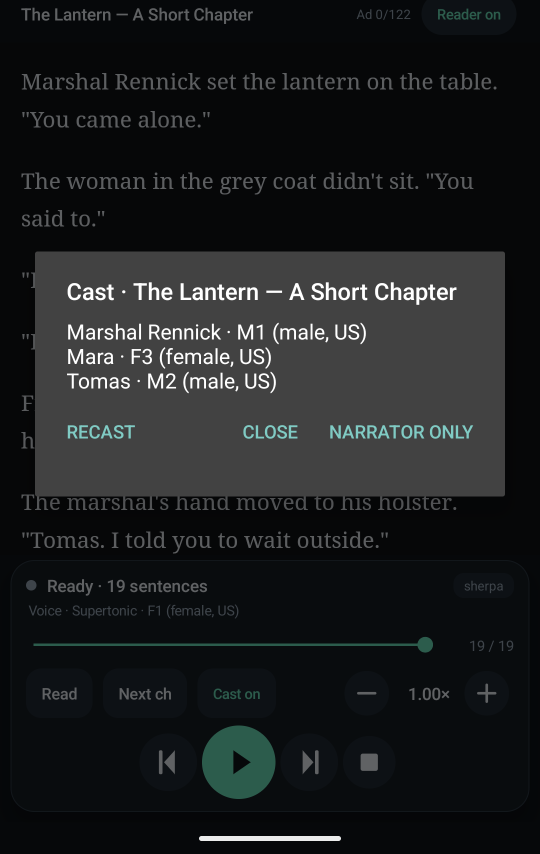 The Lantern — A Short Chapter
Ad 0/122
Reader on
Marshal Rennick set the lantern on the table.
"You came alone."
The woman in the grey coat didn't sit. "You
said to."
Cast · The Lantern — A Short Chapter
Marshal Rennick · M1 (male, US)
Mara · F3 (female, US)
Tomas · M2 (male, US)
RECAST
CLOSE
NARRATOR ONLY
The marshal's hand moved to his holster.
"Tomas. I told you to wait outside."
Ready · 19 sentences
sherpa
Voice · Supertonic · F1 (female, US)
19 / 19
Read
Next ch
Cast on
1.00×